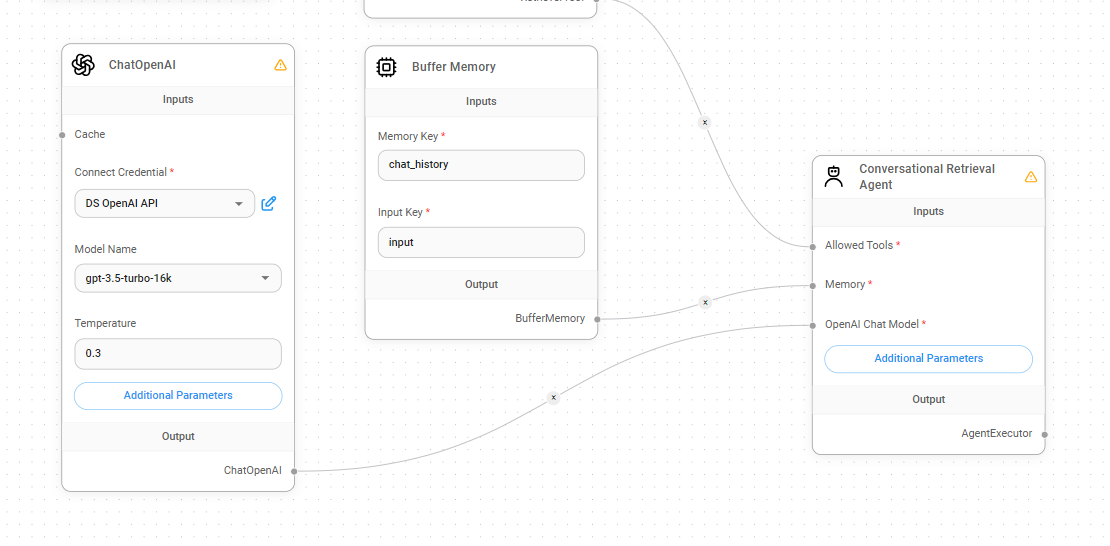 ChatOpenAI
Inputs
Cache
Connect Credential *
DS OpenAI API
Model Name
gpt-3.5-turbo-16k
Temperature
0.3
Additional Parameters
Output
ChatOpenAI
Buffer Memory
Inputs
Memory Key *
chat_history
Input Key *
input
Output
BufferMemory
x
x
x
Conversational Retrieval
Agent
Inputs
Allowed Tools *
Memory *
OpenAI Chat Model *
Additional Parameters
Output
AgentExecutor